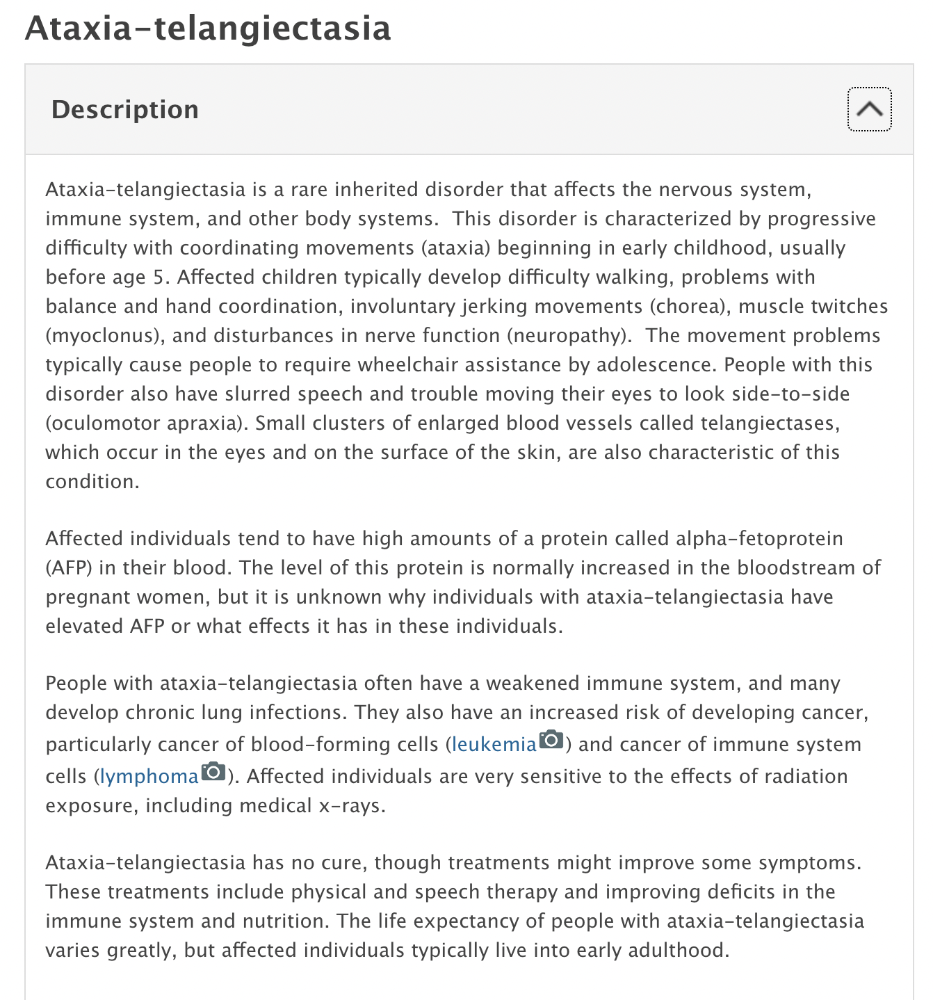 Ataxia-telangiectasia
Description
Ataxia-telangiectasia is a rare inherited disorder that affects the nervous system,
immune system, and other body systems.  This disorder is characterized by progressive
difficulty with coordinating movements (ataxia) beginning in early childhood, usually
before age 5. Affected children typically develop difficulty walking, problems with
balance and hand coordination, involuntary jerking movements (chorea), muscle twitches
(myoclonus), and disturbances in nerve function (neuropathy).  The movement problems
typically cause people to require wheelchair assistance by adolescence. People with this
disorder also have slurred speech and trouble moving their eyes to look side-to-side
(oculomotor apraxia). Small clusters of enlarged blood vessels called telangiectases,
which occur in the eyes and on the surface of the skin, are also characteristic of this
condition.
Affected individuals tend to have high amounts of a protein called alpha-fetoprotein
(AFP) in their blood. The level of this protein is normally increased in the bloodstream of
pregnant women, but it is unknown why individuals with ataxia-telangiectasia have
elevated AFP or what effects it has in these individuals.
People with ataxia-telangiectasia often have a weakened immune system, and many
develop chronic lung infections. They also have an increased risk of developing cancer,
particularly cancer of blood-forming cells (leukemia) and cancer of immune system
cells (lymphoma). Affected individuals are very sensitive to the effects of radiation
exposure, including medical x-rays.
Ataxia-telangiectasia has no cure, though treatments might improve some symptoms.
These treatments include physical and speech therapy and improving deficits in the
immune system and nutrition. The life expectancy of people with ataxia-telangiectasia
varies greatly, but affected individuals typically live into early adulthood.